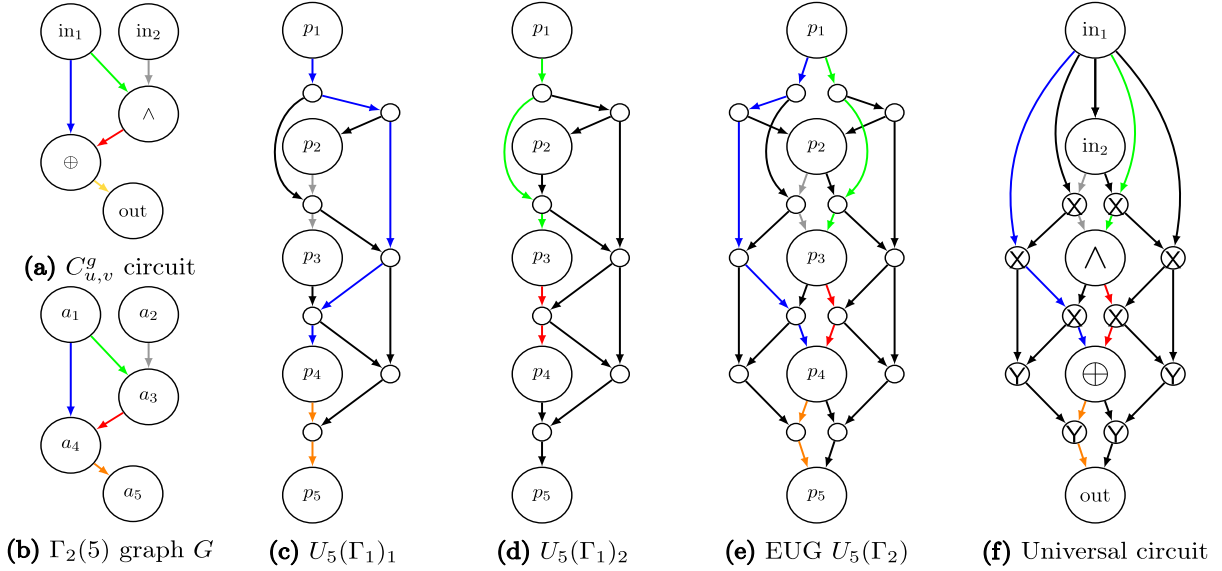 in₁ in₂
∧
⊕
out
(a) C^g_{u,v} circuit
a₁ a₂
a₃
a₄
a₅
(b) Γ₂(5) graph G
p₁
p₂
p₃
p₄
p₅
(c) U₅(Γ₁)₁
p₁
p₂
p₃
p₄
p₅
(d) U₅(Γ₁)₂
p₁
p₂
p₃
p₄
p₅
(e) EUG U₅(Γ₂)
in₁
in₂
X X
X ∧ X
X X
Y ⊕ Y
Y Y
out
(f) Universal circuit